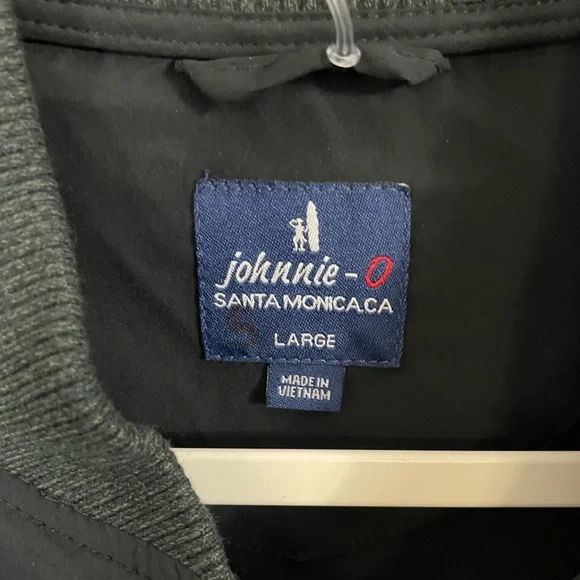 johnnie-O
SANTA MONICA,CA
S
LARGE
MADE IN
VIETNAM